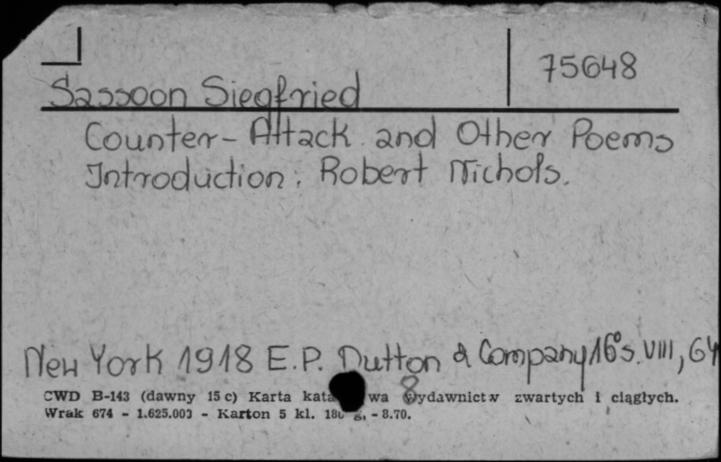 75648
Sassoon Siegfried
Counter-Attack and Other Poems
Introduction: Robert Nichols.
New York 1918 E.P. Dutton & Company 16° s. VIII, 64
8
CWD B-143 (dawny 15 c) Karta kata wa wydawnictw zwartych i ciągłych.
Wrak 674 - 1.625.000 - Karton 5 kl. 180 g. - 8.70.